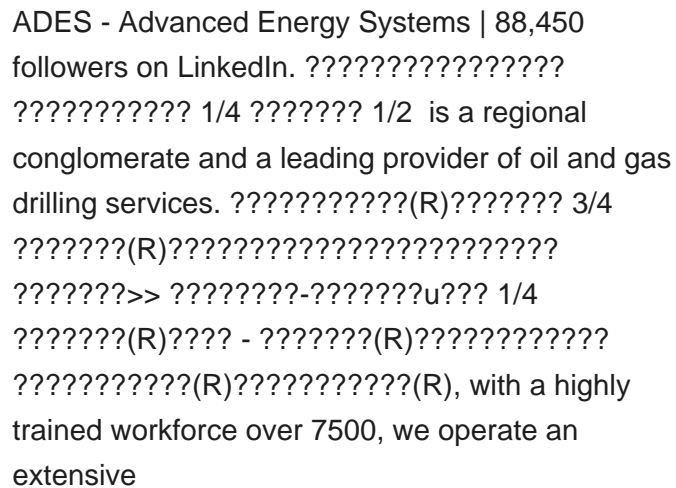 ADES - Advanced Energy Systems | 88,450
followers on LinkedIn. ????????????????
??????????? 1/4 ??????? 1/2  is a regional
conglomerate and a leading provider of oil and gas
drilling services. ???????????(R)??????? 3/4
???????(R)????????????????????????
???????>> ????????-???????u??? 1/4
???????(R)???? - ???????(R)????????????
???????????(R)???????????(R), with a highly
trained workforce over 7500, we operate an
extensive